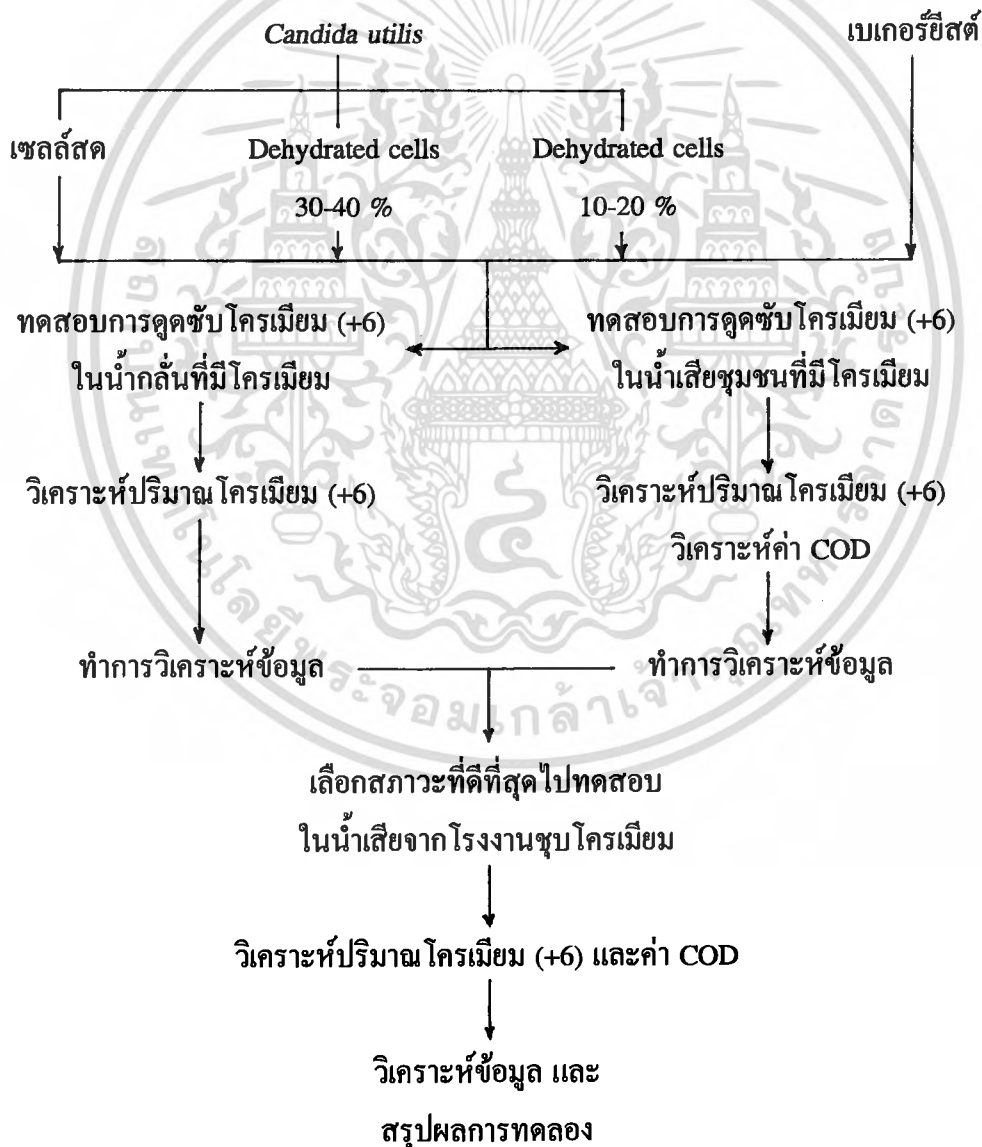 Candida utilis
เบเกอร์ยีสต์
เซลล์สด
Dehydrated cells
30-40 %
Dehydrated cells
10-20 %
ทดสอบการดูดซับโครเมียม (+6)
ในน้ำกลั่นที่มีโครเมียม
ทดสอบการดูดซับโครเมียม (+6)
ในน้ำเสียชุมชนที่มีโครเมียม
วิเคราะห์ปริมาณโครเมียม (+6)
วิเคราะห์ปริมาณโครเมียม (+6)
วิเคราะห์ค่า COD
ทำการวิเคราะห์ข้อมูล
ทำการวิเคราะห์ข้อมูล
เลือกสภาวะที่ดีที่สุดไปทดสอบ
ในน้ำเสียจากโรงงานชุบโครเมียม
วิเคราะห์ปริมาณโครเมียม (+6) และค่า COD
วิเคราะห์ข้อมูล และ
สรุปผลการทดลอง